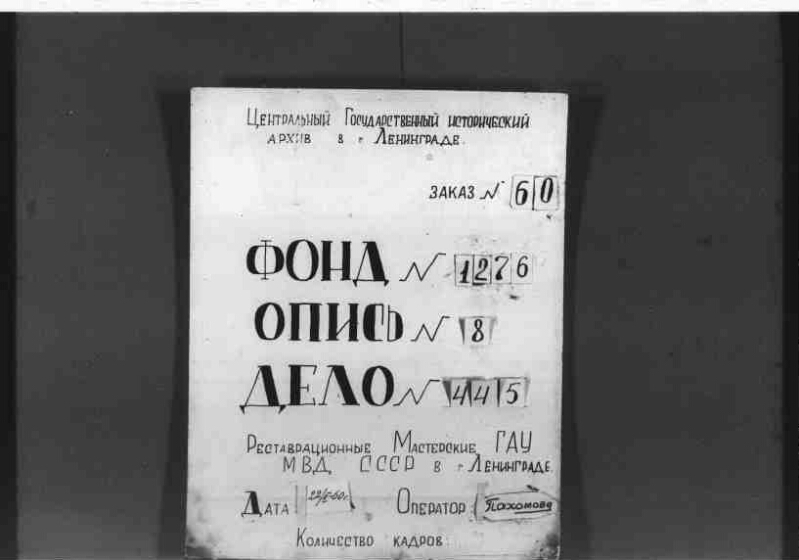 Центральный Государственный исторический
архив в г Ленинграде.
заказ № 60
ФОНД № 1276
ОПИСЬ № 8
ДЕЛО № 445
Реставрационные Мастерские ГАУ
МВД СССР в г Ленинграде.
Дата Оператор Пахомова
Количество кадров